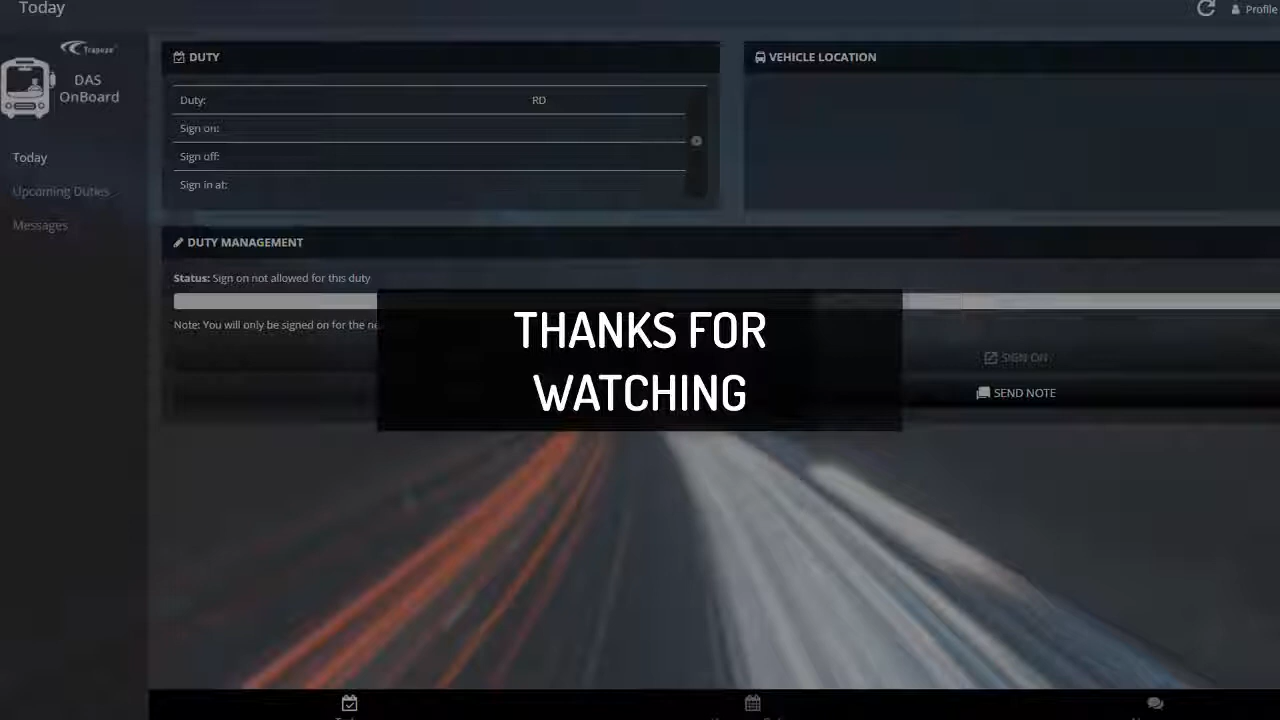 Today
Profile
Trapeze
DAS
OnBoard
Today
Upcoming Duties
Messages
DUTY
Duty: RD
Sign on:
Sign off:
Sign in at:
VEHICLE LOCATION
DUTY MANAGEMENT
Status: Sign on not allowed for this duty
Note: You will only be signed on for the
SIGN ON
SEND NOTE
THANKS FOR
WATCHING